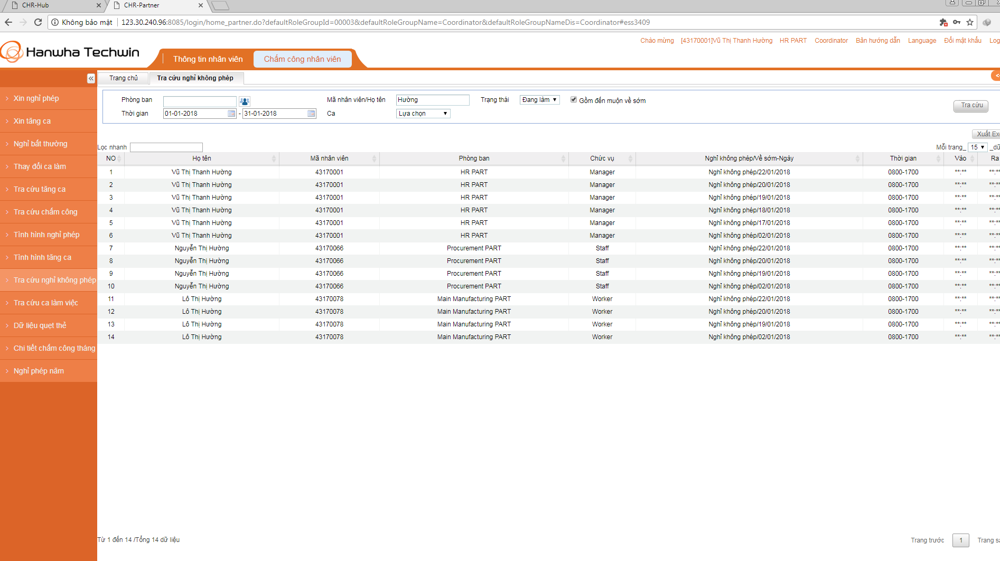 CHR-Hub
CHR-Partner
Không bảo mật
123.30.240.96:8085/login/home_partner.do?defaultRoleGroupId=00003&defaultRoleGroupName=Coordinator&defaultRoleGroupNameDis=Coordinator#ess3409
Chào mừng [43170001]Vũ Thị Thanh Hường HR PART Coordinator Bản hướng dẫn Language Đổi mật khẩu Log
Hanwha Techwin
Thông tin nhân viên Chấm công nhân viên
Trang chủ Tra cứu nghỉ không phép
Xin nghỉ phép
Xin tăng ca
Nghỉ bất thường
Thay đổi ca làm
Tra cứu tăng ca
Tra cứu chấm công
Tình hình nghỉ phép
Tình hình tăng ca
Tra cứu nghỉ không phép
Tra cứu ca làm việc
Dữ liệu quẹt thẻ
Chi tiết chấm công tháng
Nghỉ phép năm
Phòng ban Mã nhân viên/Họ tên Hường Trạng thái Đang làm Gồm đến muộn về sớm
Thời gian 01-01-2018 - 31-01-2018 Ca Lựa chọn
Tra cứu
Xuất Exc
Lọc nhanh Mỗi trang_ 15 _dữ
NO Họ tên Mã nhân viên Phòng ban Chức vụ Nghỉ không phép/Về sớm-Ngày Thời gian Vào Ra
1 Vũ Thị Thanh Hường 43170001 HR PART Manager Nghỉ không phép/22/01/2018 0800-1700 **:** **:**
2 Vũ Thị Thanh Hường 43170001 HR PART Manager Nghỉ không phép/20/01/2018 0800-1700 **:** **:**
3 Vũ Thị Thanh Hường 43170001 HR PART Manager Nghỉ không phép/19/01/2018 0800-1700 **:** **:**
4 Vũ Thị Thanh Hường 43170001 HR PART Manager Nghỉ không phép/18/01/2018 0800-1700 **:** **:**
5 Vũ Thị Thanh Hường 43170001 HR PART Manager Nghỉ không phép/17/01/2018 0800-1700 **:** **:**
6 Vũ Thị Thanh Hường 43170001 HR PART Manager Nghỉ không phép/02/01/2018 0800-1700 **:** **:**
7 Nguyễn Thị Hường 43170066 Procurement PART Staff Nghỉ không phép/22/01/2018 0800-1700 **:** **:**
8 Nguyễn Thị Hường 43170066 Procurement PART Staff Nghỉ không phép/20/01/2018 0800-1700 **:** **:**
9 Nguyễn Thị Hường 43170066 Procurement PART Staff Nghỉ không phép/19/01/2018 0800-1700 **:** **:**
10 Nguyễn Thị Hường 43170066 Procurement PART Staff Nghỉ không phép/02/01/2018 0800-1700 **:** **:**
11 Lô Thị Hường 43170078 Main Manufacturing PART Worker Nghỉ không phép/22/01/2018 0800-1700 **:** **:**
12 Lô Thị Hường 43170078 Main Manufacturing PART Worker Nghỉ không phép/20/01/2018 0800-1700 **:** **:**
13 Lô Thị Hường 43170078 Main Manufacturing PART Worker Nghỉ không phép/19/01/2018 0800-1700 **:** **:**
14 Lô Thị Hường 43170078 Main Manufacturing PART Worker Nghỉ không phép/02/01/2018 0800-1700 **:** **:**
Từ 1 đến 14 /Tổng 14 dữ liệu
Trang trước 1 Trang sa